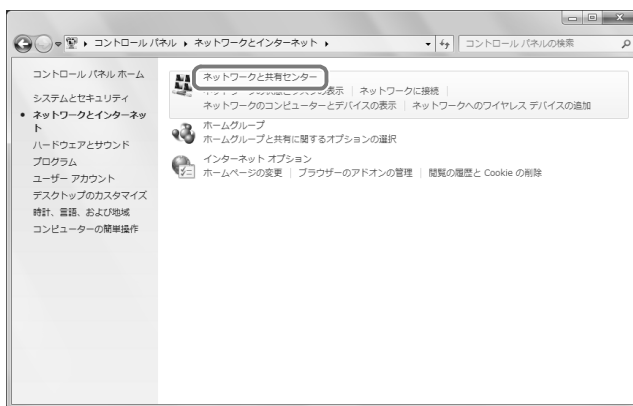 コントロール パネル ▸ ネットワークとインターネット ▸
コントロール パネルの検索
コントロール パネル ホーム
システムとセキュリティ
ネットワークとインターネット
ハードウェアとサウンド
プログラム
ユーザー アカウント
デスクトップのカスタマイズ
時計、言語、および地域
コンピューターの簡単操作
ネットワークと共有センター
ネットワークの状態とタスクの表示 | ネットワークに接続 |
ネットワークのコンピューターとデバイスの表示 | ネットワークへのワイヤレス デバイスの追加
ホームグループ
ホームグループと共有に関するオプションの選択
インターネット オプション
ホームページの変更 | ブラウザーのアドオンの管理 | 閲覧の履歴と Cookie の削除